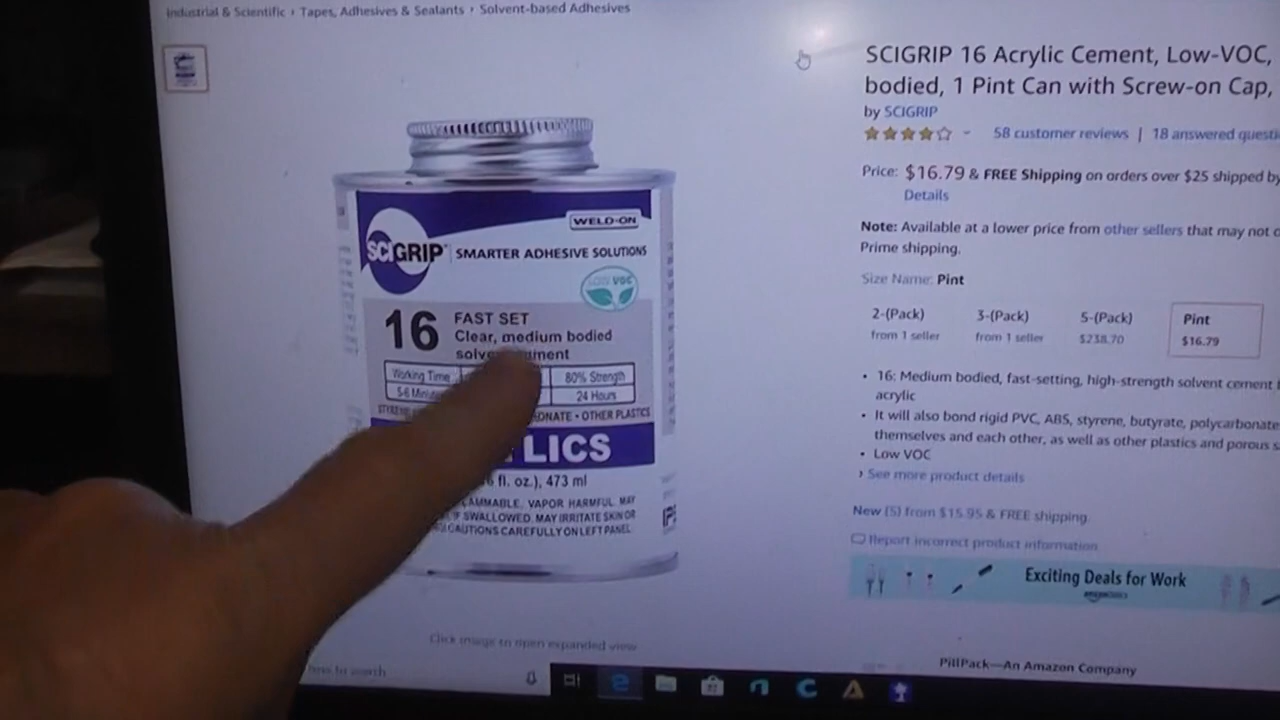 Industrial & Scientific › Tapes, Adhesives & Sealants › Solvent-based Adhesives
SCIGRIP 16 Acrylic Cement, Low-VOC,
bodied, 1 Pint Can with Screw-on Cap,
by SCIGRIP
58 customer reviews | 18 answered questi
Price: $16.79 & FREE Shipping on orders over $25 shipped by
Details
Note: Available at a lower price from other sellers that may not
Prime shipping.
Size Name: Pint
2-(Pack)
from 1 seller
3-(Pack)
from 1 seller
5-(Pack)
$238.70
Pint
$16.79
• 16: Medium bodied, fast-setting, high-strength solvent cement
acrylic
• It will also bond rigid PVC, ABS, styrene, butyrate, polycarbonate
themselves and each other, as well as other plastics and porous
• Low VOC
› See more product details
New (5) from $15.95 & FREE shipping.
Report incorrect product information
Exciting Deals for Work
PillPack—An Amazon Company
WELD-ON
SCIGRIP SMARTER ADHESIVE SOLUTIONS
LOW VOC
16 FAST SET
Clear, medium bodied
Working Time
80% Strength
24 Hours
• OTHER PLASTICS
LICS
fl. oz.), 473 ml
VAPOR HARMFUL. MAY
IF SWALLOWED. MAY IRRITATE SKIN OR
CAREFULLY ON LEFT PANEL
Click image to open expanded view